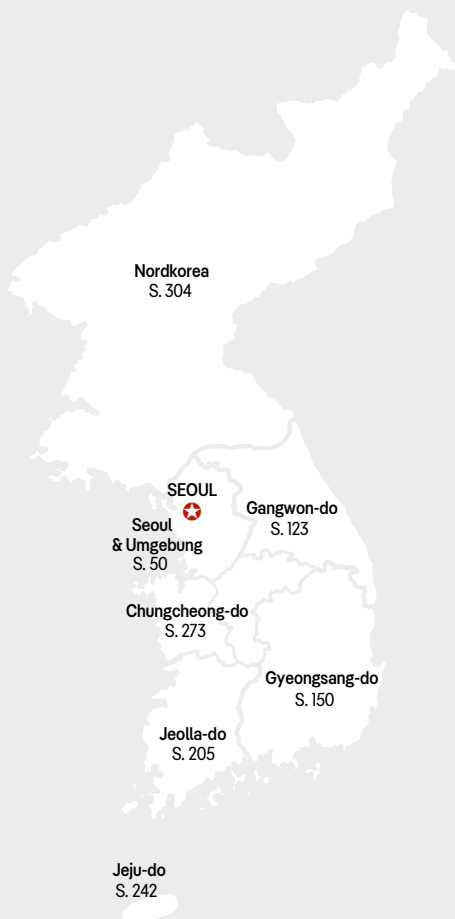 Nordkorea
S. 304
SEOUL
Gangwon-do
S. 123
Seoul
& Umgebung
S. 50
Chungcheong-do
S. 273
Gyeongsang-do
S. 150
Jeolla-do
S. 205
Jeju-do
S. 242